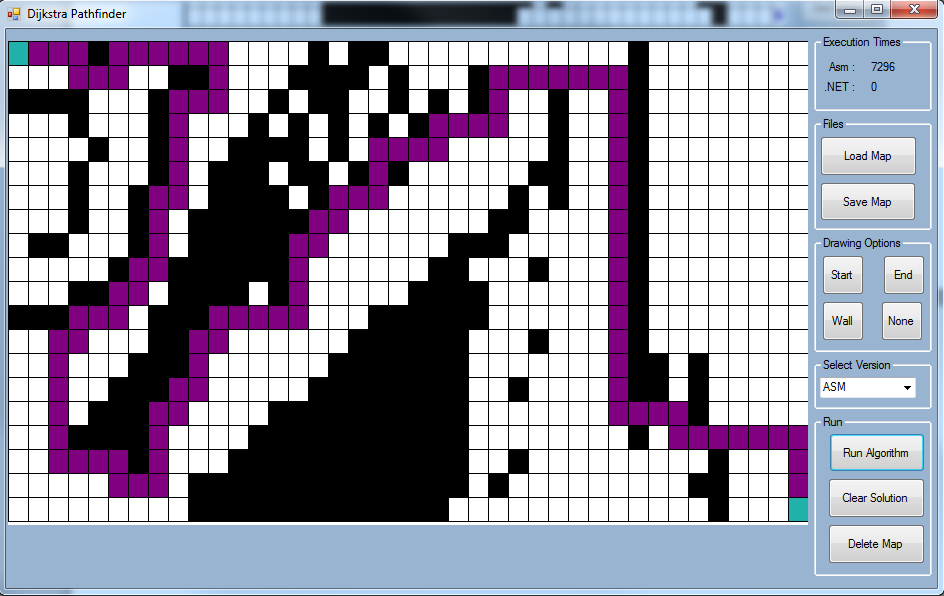 Dijkstra Pathfinder
Execution Times
Asm : 7296
.NET : 0
Files
Load Map
Save Map
Drawing Options
Start End
Wall None
Select Version
ASM
Run
Run Algorithm
Clear Solution
Delete Map